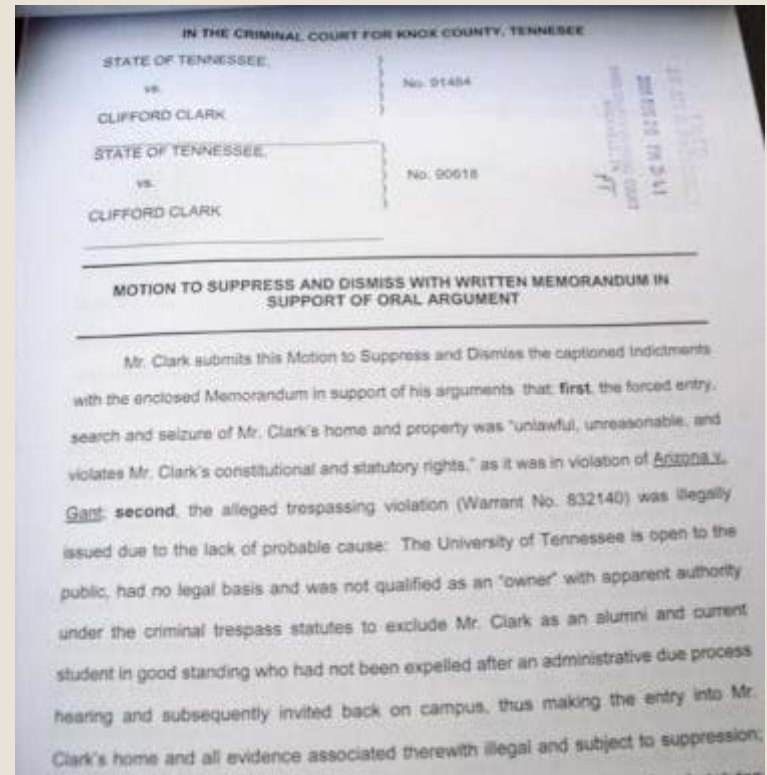 IN THE CRIMINAL COURT FOR KNOX COUNTY, TENNESEE
STATE OF TENNESSEE,
vs.
CLIFFORD CLARK
No. 91484
STATE OF TENNESSEE,
vs.
CLIFFORD CLARK
No. 90618
MOTION TO SUPPRESS AND DISMISS WITH WRITTEN MEMORANDUM IN
SUPPORT OF ORAL ARGUMENT
Mr. Clark submits this Motion to Suppress and Dismiss the captioned Indictments
with the enclosed Memorandum in support of his arguments that, first, the forced entry,
search and seizure of Mr. Clark's home and property was "unlawful, unreasonable, and
violates Mr. Clark's constitutional and statutory rights," as it was in violation of Arizona v.
Gant; second, the alleged trespassing violation (Warrant No. 832140) was illegally
issued due to the lack of probable cause: The University of Tennessee is open to the
public, had no legal basis and was not qualified as an "owner" with apparent authority
under the criminal trespass statutes to exclude Mr. Clark as an alumni and current
student in good standing who had not been expelled after an administrative due process
hearing and subsequently invited back on campus, thus making the entry into Mr.
Clark's home and all evidence associated therewith illegal and subject to suppression;